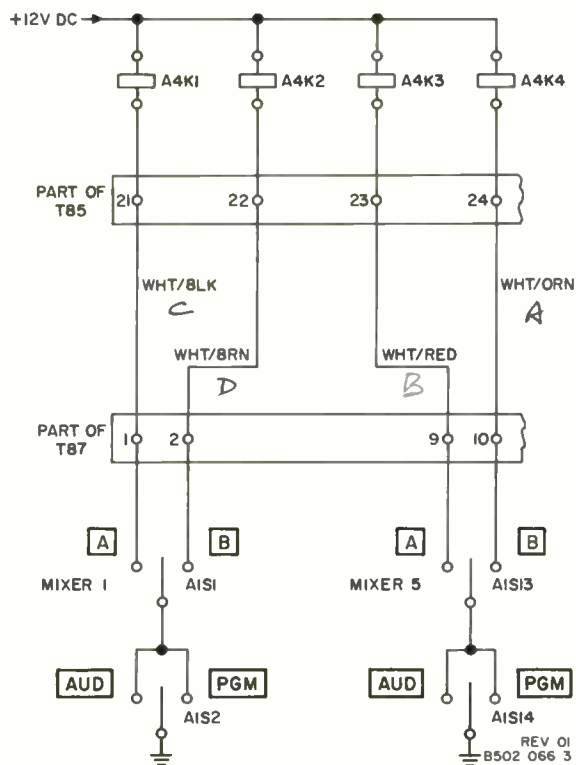 +12V DC
A4K1 A4K2 A4K3 A4K4
PART OF T85
21 22 23 24
WHT/BLK
C
WHT/ORN
A
WHT/BRN
D
WHT/RED
B
PART OF T87
1 2 9 10
A B A B
MIXER 1 A1S1 MIXER 5 A1S13
AUD PGM AUD PGM
A1S2 A1S14
REV 01
B502 066 3